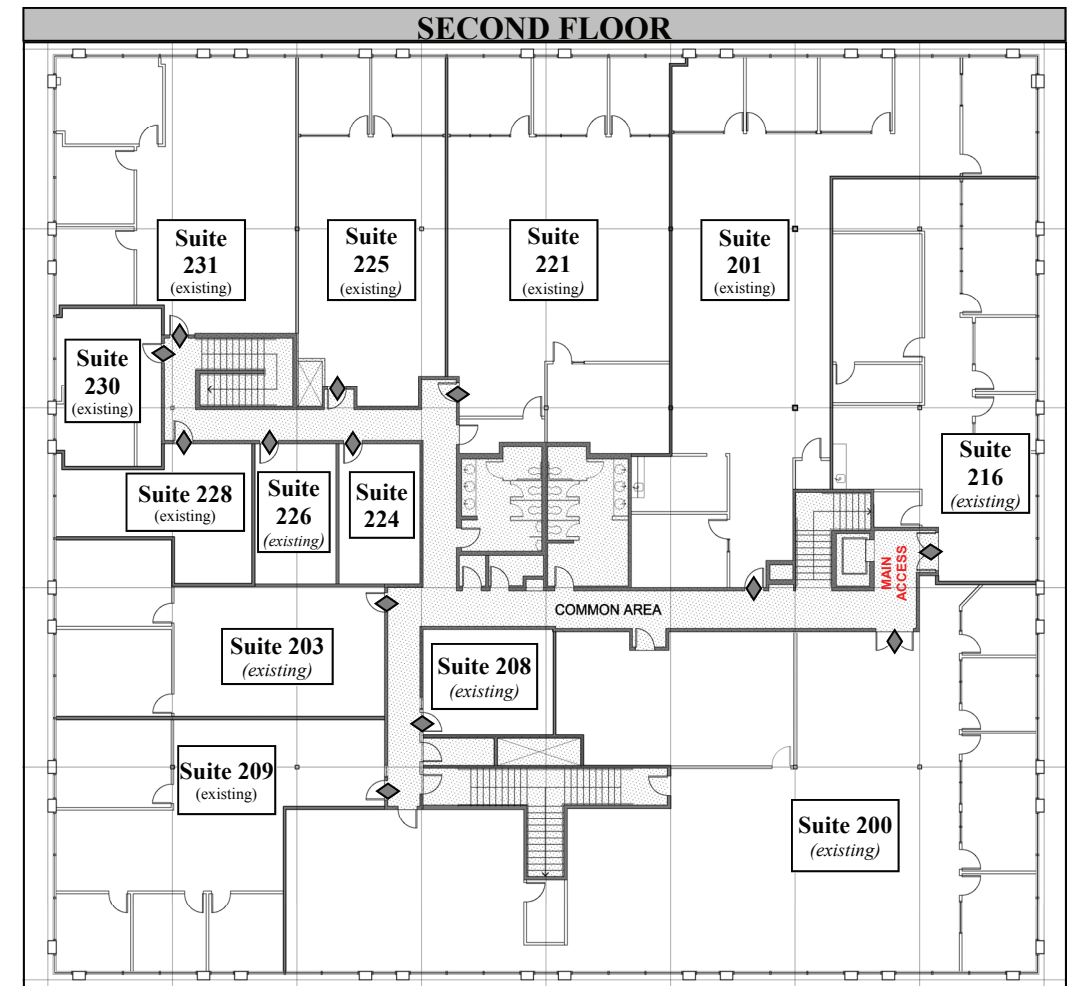 SECOND FLOOR
Suite
231
(existing)
Suite
225
(existing)
Suite
221
(existing)
Suite
201
(existing)
Suite
230
(existing)
Suite 228
(existing)
Suite
226
(existing)
Suite
224
Suite
216
(existing)
MAIN
ACCESS
COMMON AREA
Suite 203
(existing)
Suite 208
(existing)
Suite 209
(existing)
Suite 200
(existing)